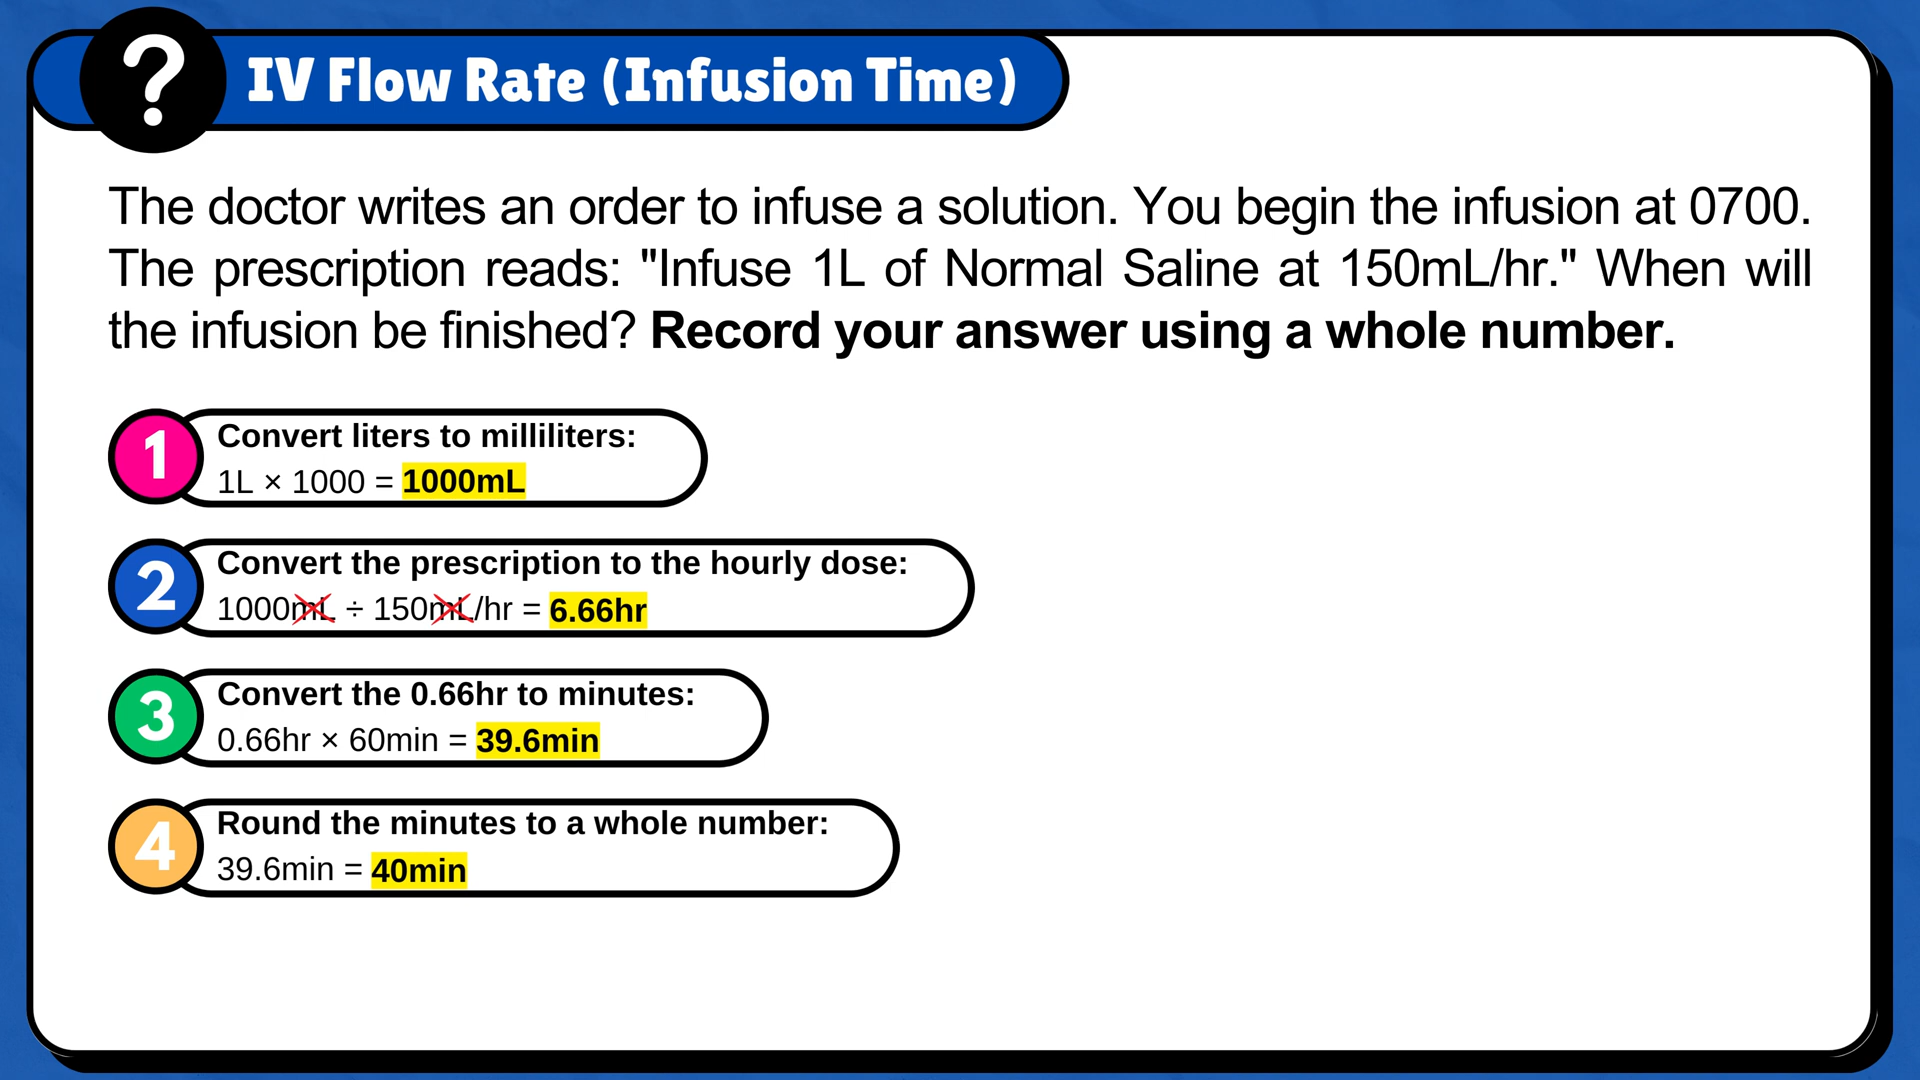 ?
IV Flow Rate (Infusion Time)
The doctor writes an order to infuse a solution. You begin the infusion at 0700.
The prescription reads: "Infuse 1L of Normal Saline at 150mL/hr." When will
the infusion be finished? Record your answer using a whole number.
1
Convert liters to milliliters:
1L × 1000 = 1000mL
2
Convert the prescription to the hourly dose:
1000mL ÷ 150mL/hr = 6.66hr
3
Convert the 0.66hr to minutes:
0.66hr × 60min = 39.6min
4
Round the minutes to a whole number:
39.6min = 40min